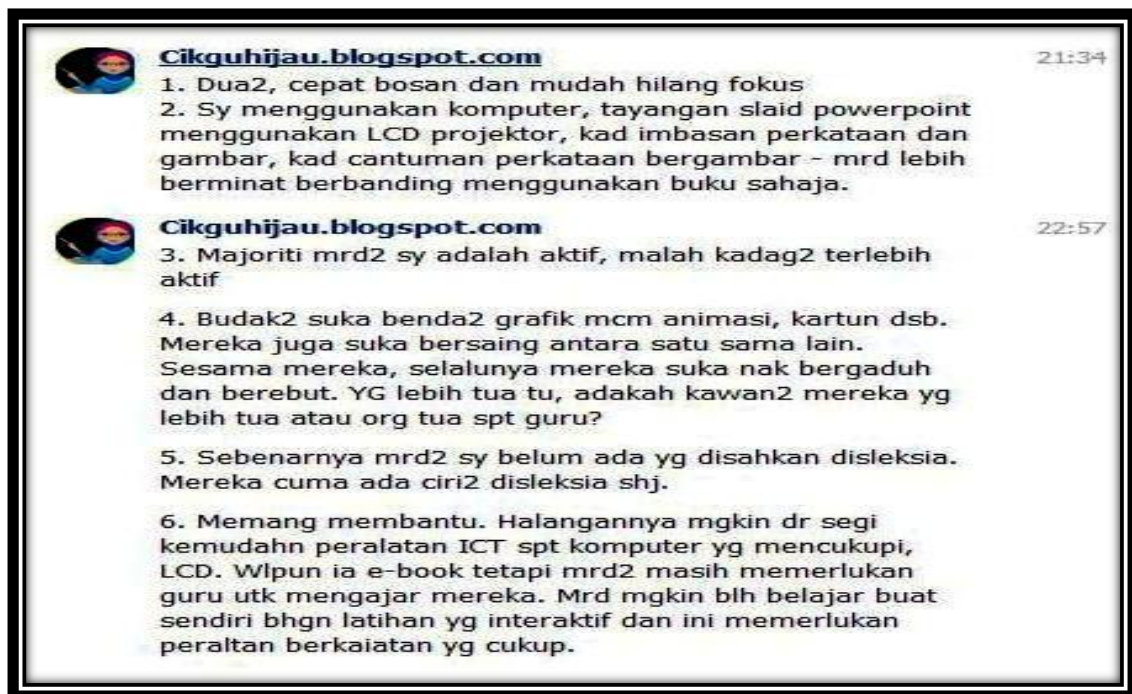 Cikguhijau.blogspot.com 21:34
1. Dua2, cepat bosan dan mudah hilang fokus
2. Sy menggunakan komputer, tayangan slaid powerpoint
menggunakan LCD projektor, kad imbasan perkataan dan
gambar, kad cantuman perkataan bergambar - mrd lebih
berminat berbanding menggunakan buku sahaja.
Cikguhijau.blogspot.com 22:57
3. Majoriti mrd2 sy adalah aktif, malah kadag2 terlebih
aktif
4. Budak2 suka benda2 grafik mcm animasi, kartun dsb.
Mereka juga suka bersaing antara satu sama lain.
Sesama mereka, selalunya mereka suka nak bergaduh
dan berebut. YG lebih tua tu, adakah kawan2 mereka yg
lebih tua atau org tua spt guru?
5. Sebenarnya mrd2 sy belum ada yg disahkan disleksia.
Mereka cuma ada ciri2 disleksia shj.
6. Memang membantu. Halangannya mgkin dr segi
kemudahn peralatan ICT spt komputer yg mencukupi,
LCD. Wlpun ia e-book tetapi mrd2 masih memerlukan
guru utk mengajar mereka. Mrd mgkin blh belajar buat
sendiri bhgn latihan yg interaktif dan ini memerlukan
peraltan berkaiatan yg cukup.